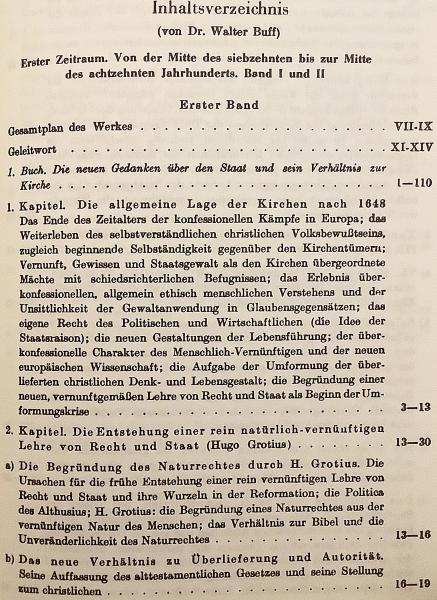 Inhaltsverzeichnis
(von Dr. Walter Buff)
Erster Zeitraum. Von der Mitte des siebzehnten bis zur Mitte
des achtzehnten Jahrhunderts. Band I und II
Erster Band
Gesamtplan des Werkes . . . . . . . . . . . . . . . . . . VII-IX
Geleitwort . . . . . . . . . . . . . . . . . . . . . . XI-XIV
1. Buch. Die neuen Gedanken über den Staat und sein Verhältnis zur
Kirche . . . . . . . . . . . . . . . . . . . . . . . 1—110
1. Kapitel. Die allgemeine Lage der Kirchen nach 1648
Das Ende des Zeitalters der konfessionellen Kämpfe in Europa; das
Weiterleben des selbstverständlichen christlichen Volksbewußtseins,
zugleich beginnende Selbständigkeit gegenüber den Kirchentümern;
Vernunft, Gewissen und Staatsgewalt als den Kirchen übergeordnete
Mächte mit schiedsrichterlichen Befugnissen; das Erlebnis über-
konfessionellen, allgemein ethisch menschlichen Verstehens und der
Unsittlichkeit der Gewaltanwendung in Glaubensgegensätzen; das
eigene Recht des Politischen und Wirtschaftlichen (die Idee der
Staatsraison); die neuen Gestaltungen der Lebensführung; der über-
konfessionelle Charakter des Menschlich-Vernünftigen und der neuen
europäischen Wissenschaft; die Aufgabe der Umformung der über-
lieferten christlichen Denk- und Lebensgestalt; die Begründung einer
neuen, vernunftgemäßen Lehre von Recht und Staat als Beginn der Um-
formungskrise . . . . . . . . . . . . . . . . . . . . 3—13
2. Kapitel. Die Entstehung einer rein natürlich-vernünftigen
Lehre von Recht und Staat (Hugo Grotius) . . . . . . . . 13—30
a) Die Begründung des Naturrechtes durch H. Grotius. Die
Ursachen für die frühe Entstehung einer rein vernünftigen Lehre von
Recht und Staat und ihre Wurzeln in der Reformation; die Politica
des Althusius; H. Grotius: die Begründung eines Naturrechtes aus der
vernünftigen Natur des Menschen; das Verhältnis zur Bibel und die
Unveränderlichkeit des Naturrechtes . . . . . . . . . . . . 13—16
b) Das neue Verhältnis zu Überlieferung und Autorität.
Seine Auffassung des alttestamentlichen Gesetzes und seine Stellung
zum christlichen . . . . . . . . . . . . . . . . . . . 16—19